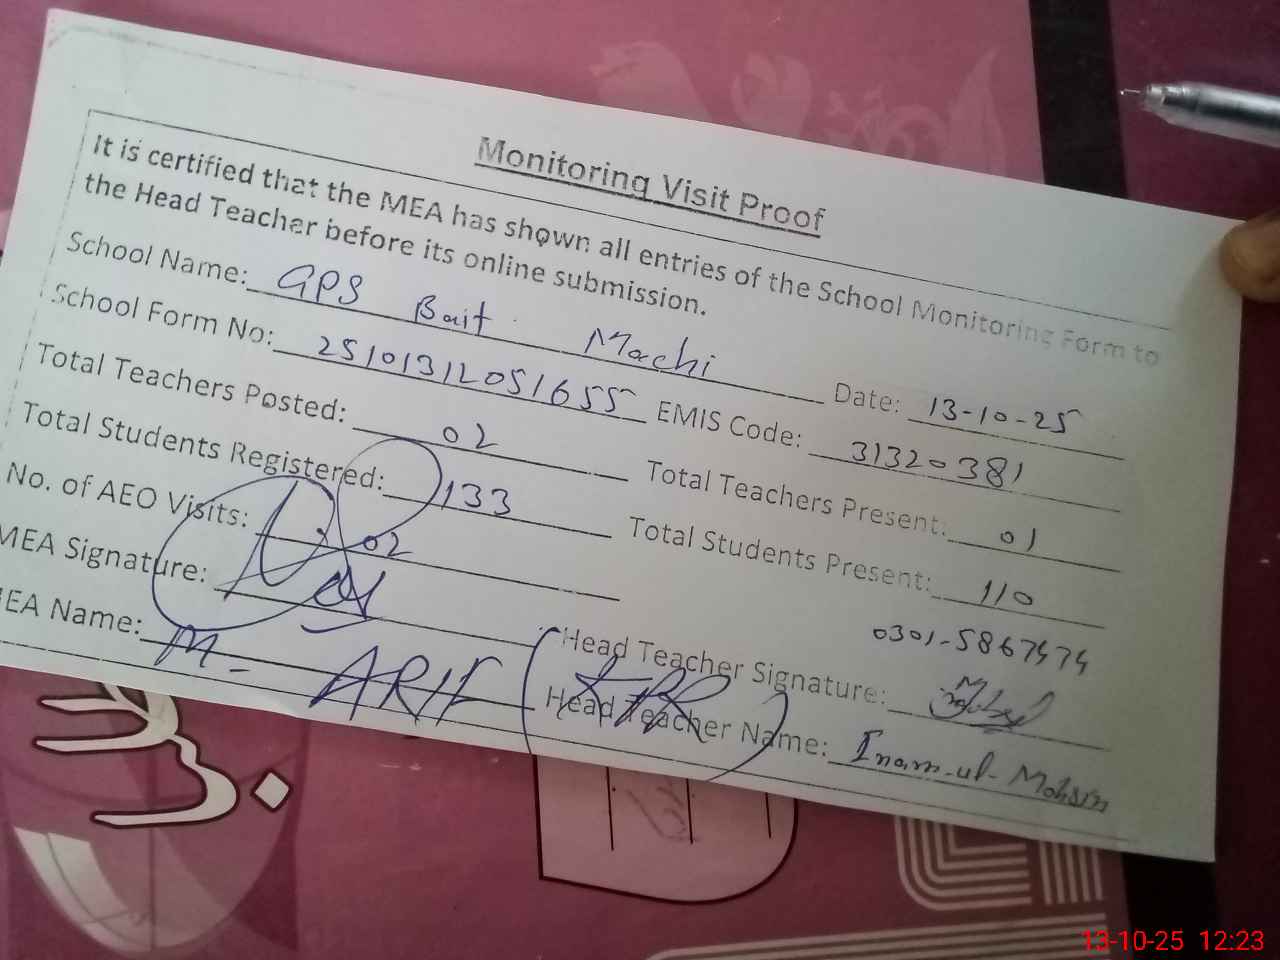 Monitoring Visit Proof
It is certified that the MEA has shown all entries of the School Monitoring Form to
the Head Teacher before its online submission.
School Name: GPS Bait Machi Date: 13-10-25
School Form No: 25101312051655 EMIS Code: 31320381
Total Teachers Posted: 02 Total Teachers Present: 01
Total Students Registered: 133 Total Students Present: 110
No. of AEO Visits: 02
0301-5867474
MEA Signature: Head Teacher Signature:
MEA Name: M. ARIF Head Teacher Name: Inam-ul-Mohsin
13-10-25 12:23